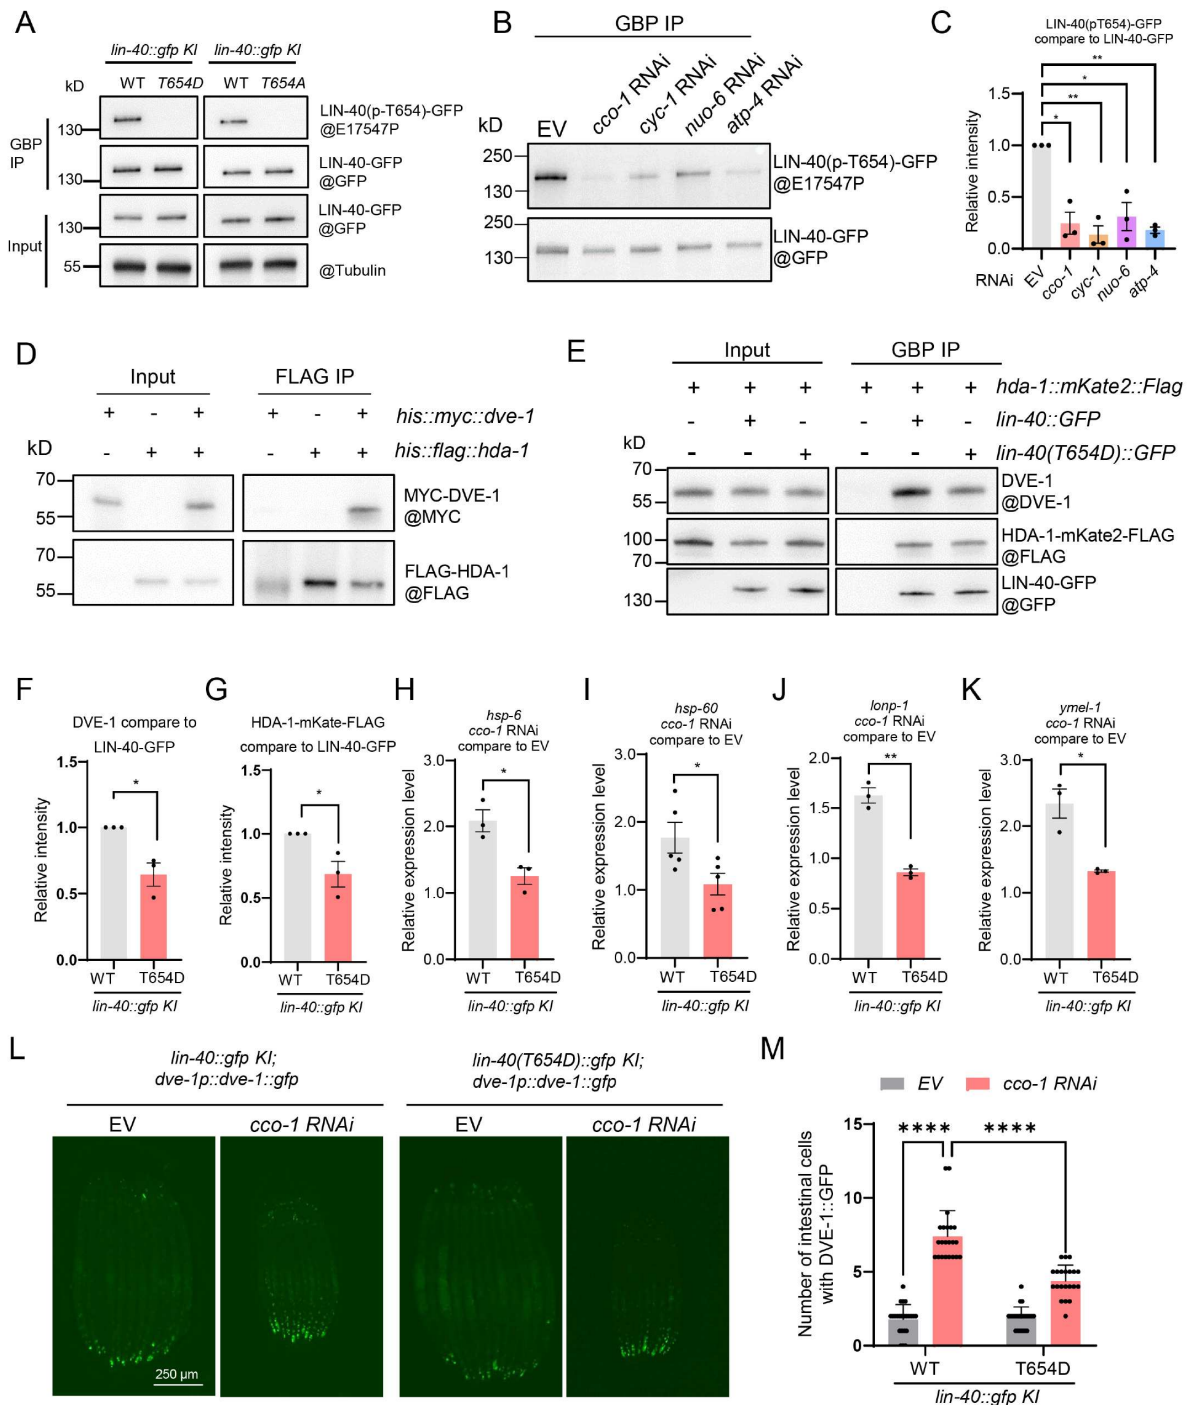 A
lin-40::gfp KI
lin-40::gfp KI
kD
WT
T654D
WT
T654A
GBP
IP
130
LIN-40(p-T654)-GFP
@E17547P
130
LIN-40-GFP
@GFP
Input
130
LIN-40-GFP
@GFP
55
@Tubulin
B
GBP IP
kD
EV
cco-1 RNAi
cyc-1 RNAi
nuo-6 RNAi
atp-4 RNAi
250
130
LIN-40(p-T654)-GFP
@E17547P
250
130
LIN-40-GFP
@GFP
C
LIN-40(pT654)-GFP
compare to LIN-40-GFP
**
*
**
*
Relative intensity
1.5
1.0
0.5
0.0
RNAi
EV
cco-1
cyc-1
nuo-6
atp-4
D
Input
FLAG IP
+ - + + - + his::myc::dve-1
- + + - + + his::flag::hda-1
kD
70
55
MYC-DVE-1
@MYC
70
55
FLAG-HDA-1
@FLAG
E
Input
GBP IP
+ + + + + + hda-1::mKate2::Flag
- + - - + - lin-40::GFP
- - + - - + lin-40(T654D)::GFP
kD
70
55
DVE-1
@DVE-1
100
70
HDA-1-mKate2-FLAG
@FLAG
130
LIN-40-GFP
@GFP
F
DVE-1 compare to
LIN-40-GFP
*
Relative intensity
1.5
1.0
0.5
0.0
WT
T654D
lin-40::gfp KI
G
HDA-1-mKate-FLAG
compare to LIN-40-GFP
*
Relative intensity
1.5
1.0
0.5
0.0
WT
T654D
lin-40::gfp KI
H
hsp-6
cco-1 RNAi
compare to EV
*
Relative expression level
3.0
2.0
1.0
0.0
WT
T654D
lin-40::gfp KI
I
hsp-60
cco-1 RNAi
compare to EV
*
Relative expression level
3.0
2.0
1.0
0.0
WT
T654D
lin-40::gfp KI
J
lonp-1
cco-1 RNAi
compare to EV
**
Relative expression level
2.0
1.5
1.0
0.5
0.0
WT
T654D
lin-40::gfp KI
K
ymel-1
cco-1 RNAi
compare to EV
*
Relative expression level
3.0
2.0
1.0
0.0
WT
T654D
lin-40::gfp KI
L
lin-40::gfp KI;
dve-1p::dve-1::gfp
lin-40(T654D)::gfp KI;
dve-1p::dve-1::gfp
EV
cco-1 RNAi
EV
cco-1 RNAi
250 μm
M
EV
cco-1 RNAi
****
****
Number of intestinal cells
with DVE-1::GFP
15
10
5
0
WT
T654D
lin-40::gfp KI